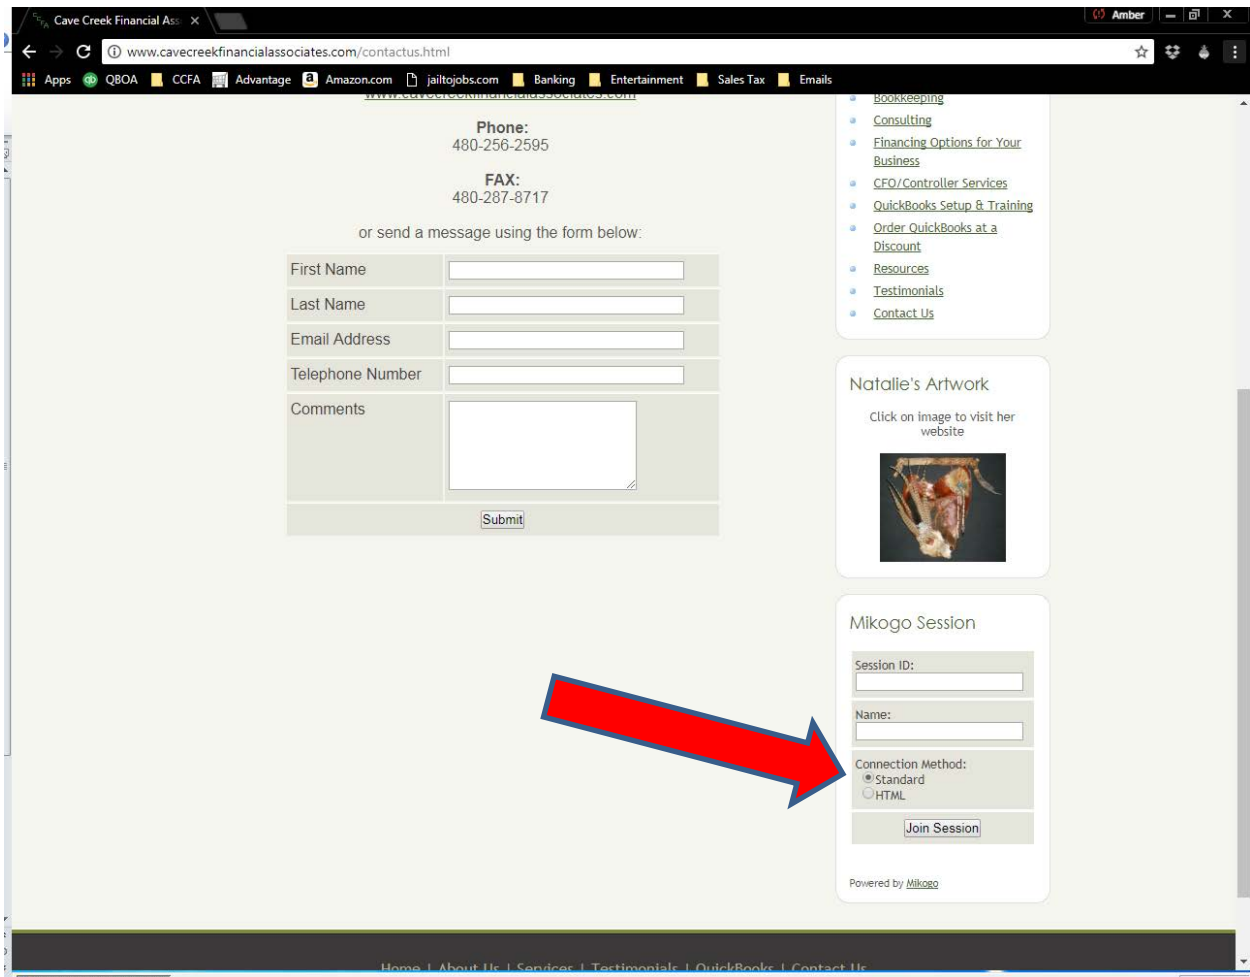 CCFA Cave Creek Financial Ass
Amber
www.cavecreekfinancialassociates.com/contactus.html
Apps QBOA CCFA Advantage Amazon.com jailtojobs.com Banking Entertainment Sales Tax Emails
www.cavecreekfinancialassociates.com
Phone:
480-256-2595
FAX:
480-287-8717
or send a message using the form below:
First Name
Last Name
Email Address
Telephone Number
Comments
Submit
Bookkeeping
Consulting
Financing Options for Your
Business
CFO/Controller Services
QuickBooks Setup & Training
Order QuickBooks at a
Discount
Resources
Testimonials
Contact Us
Natalie's Artwork
Click on image to visit her
website
Mikogo Session
Session ID:
Name:
Connection Method:
Standard
HTML
Join Session
Powered by Mikogo
Home | About Us | Services | Testimonials | QuickBooks | Contact Us